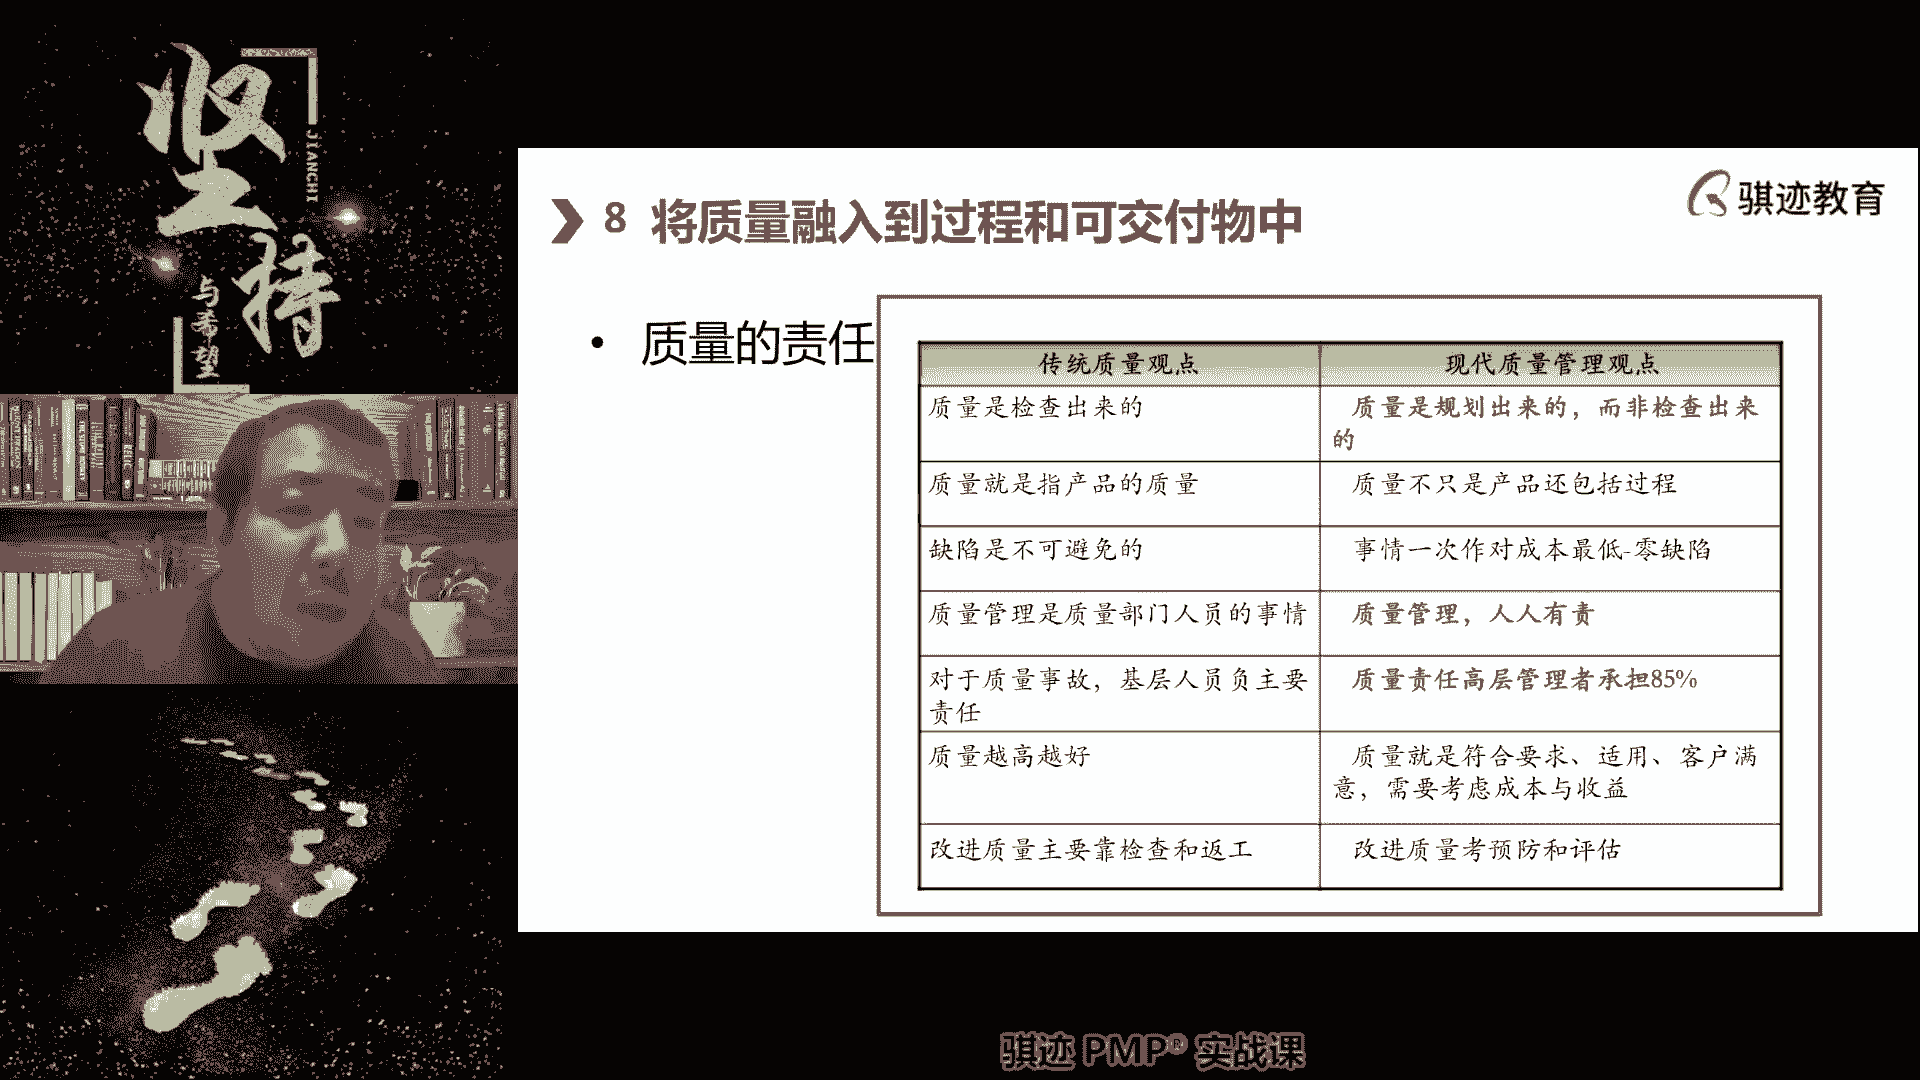 坚持
JIANCHI
与希望
骐迹教育
8 将质量融入到过程和可交付物中
• 质量的责任
传统质量观点
现代质量管理观点
质量是检查出来的
质量是规划出来的，而非检查出来
的
质量就是指产品的质量
质量不只是产品还包括过程
缺陷是不可避免的
事情一次作对成本最低-零缺陷
质量管理是质量部门人员的事情
质量管理，人人有责
对于质量事故，基层人员负主要
责任
质量责任高层管理者承担85%
质量越高越好
质量就是符合要求、适用、客户满
意，需要考虑成本与收益
改进质量主要靠检查和返工
改进质量考预防和评估
骐迹 PMP® 实战课